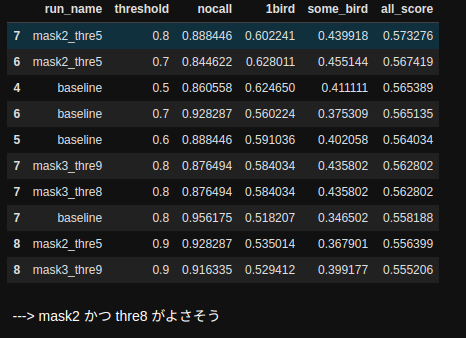 run_name threshold nocall 1bird some_bird all_score
7 mask2_thre5 0.8 0.888446 0.602241 0.439918 0.573276
6 mask2_thre5 0.7 0.844622 0.628011 0.455144 0.567419
4 baseline 0.5 0.860558 0.624650 0.411111 0.565389
6 baseline 0.7 0.928287 0.560224 0.375309 0.565135
5 baseline 0.6 0.888446 0.591036 0.402058 0.564034
7 mask3_thre9 0.8 0.876494 0.584034 0.435802 0.562802
7 mask3_thre8 0.8 0.876494 0.584034 0.435802 0.562802
7 baseline 0.8 0.956175 0.518207 0.346502 0.558188
8 mask2_thre5 0.9 0.928287 0.535014 0.367901 0.556399
8 mask3_thre9 0.9 0.916335 0.529412 0.399177 0.555206
---> mask2 かつ thre8 がよさそう